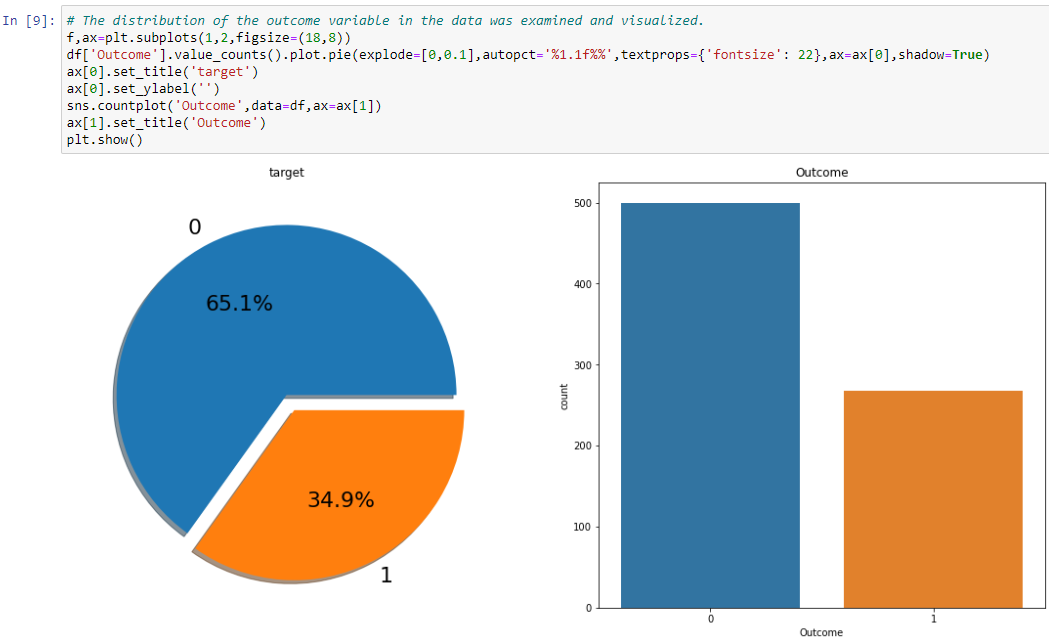 In [9]: # The distribution of the outcome variable in the data was examined and visualized.
f,ax=plt.subplots(1,2,figsize=(18,8))
df['Outcome'].value_counts().plot.pie(explode=[0,0.1],autopct='%1.1f%%',textprops={'fontsize': 22},ax=ax[0],shadow=True)
ax[0].set_title('target')
ax[0].set_ylabel('')
sns.countplot('Outcome',data=df,ax=ax[1])
ax[1].set_title('Outcome')
plt.show()
target
0
65.1%
34.9%
1
Outcome
500
400
300
200
100
0
count
0 1
Outcome